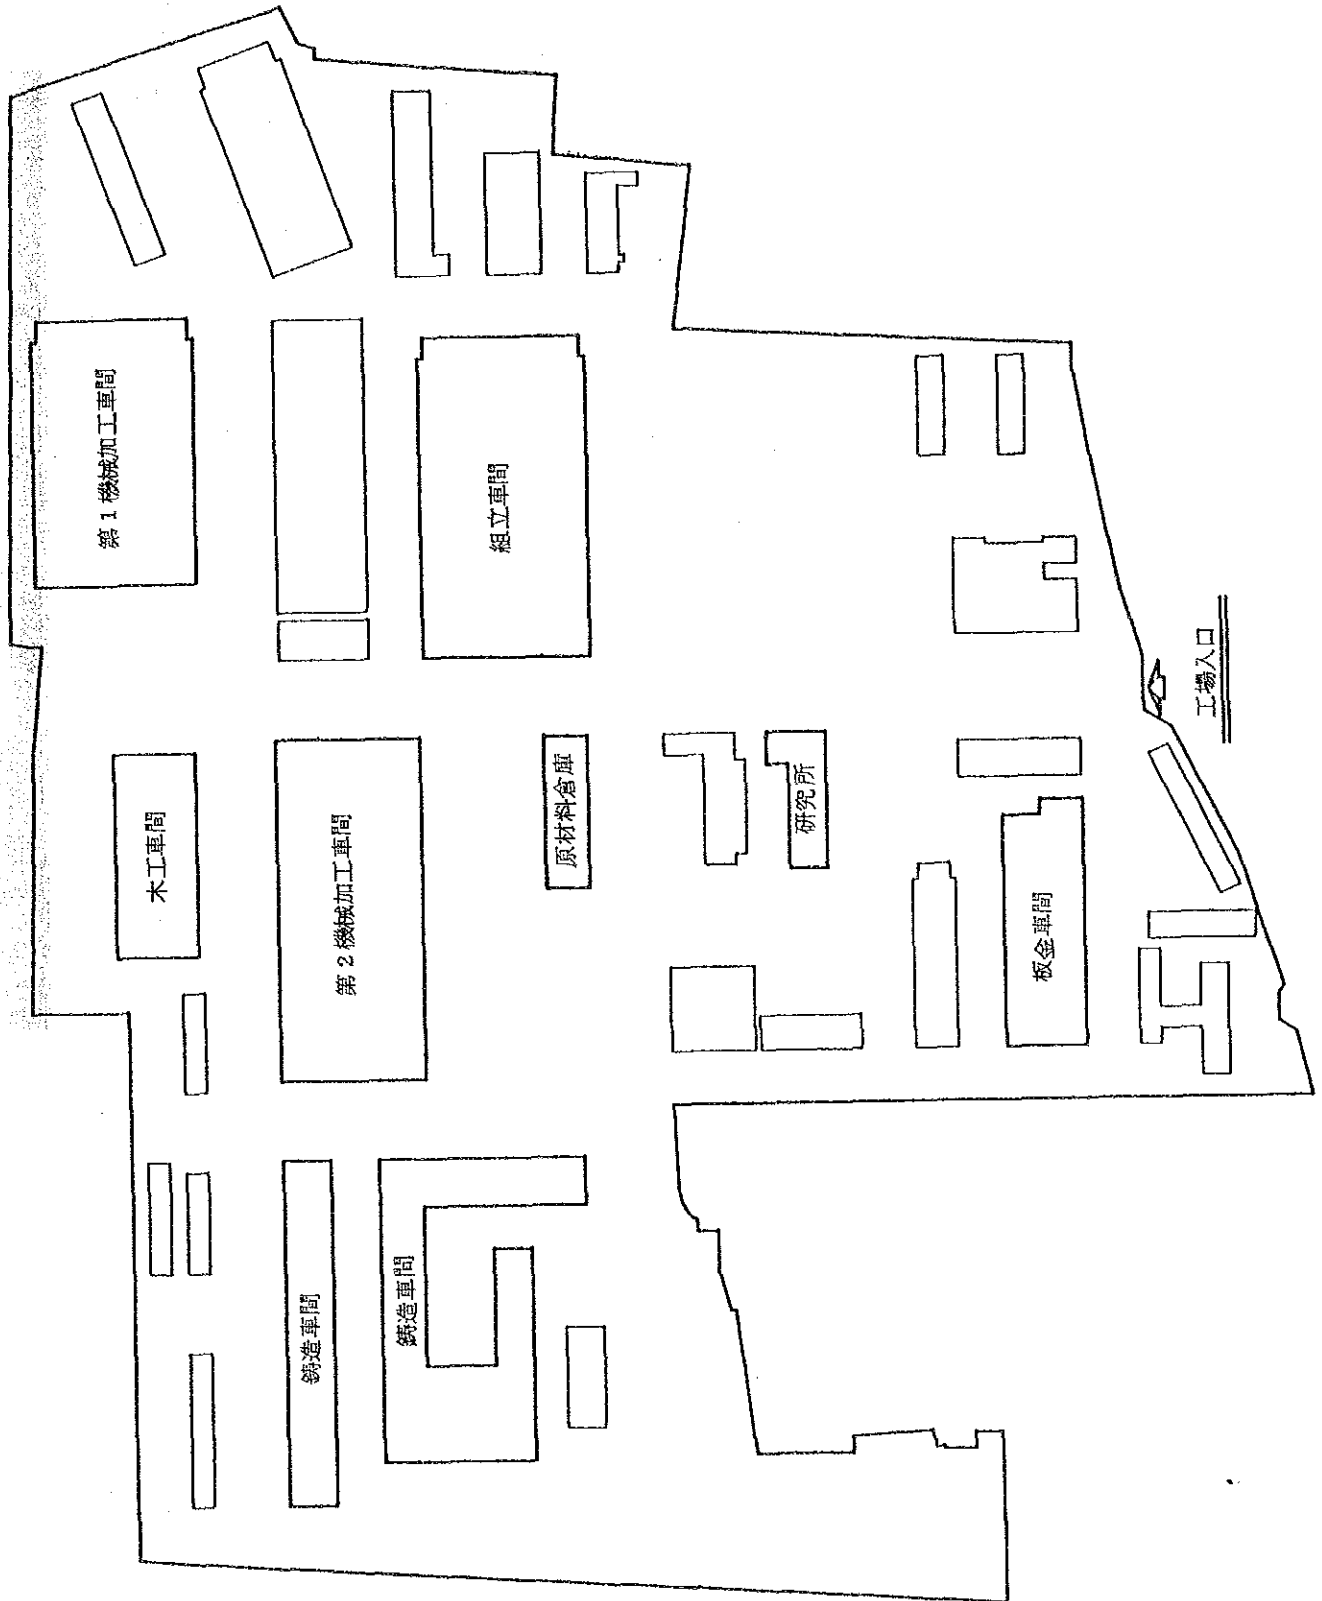 第1機械加工車間
組立車間
工場入口
木工車間
第2機械加工車間
原材料倉庫
研究所
板金車間
鋳造車間
鋳造車間